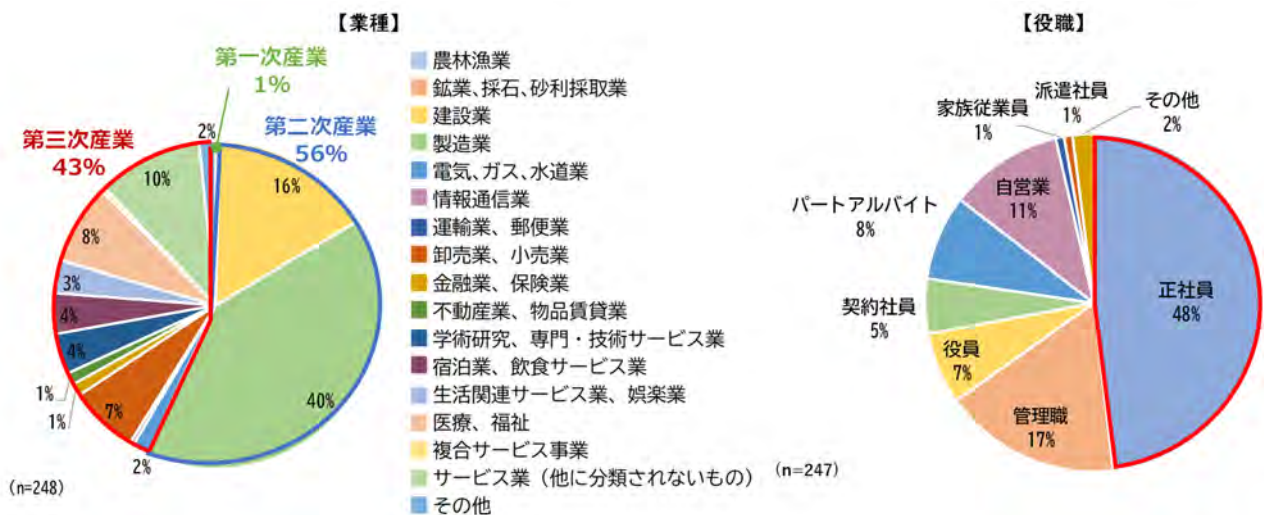 【業種】
第一次産業
1%
第二次産業
56%
第三次産業
43%
2%
16%
40%
2%
7%
1%
1%
4%
4%
3%
8%
10%
(n=248)
農林漁業
鉱業、採石、砂利採取業
建設業
製造業
電気、ガス、水道業
情報通信業
運輸業、郵便業
卸売業、小売業
金融業、保険業
不動産業、物品賃貸業
学術研究、専門・技術サービス業
宿泊業、飲食サービス業
生活関連サービス業、娯楽業
医療、福祉
複合サービス事業
サービス業（他に分類されないもの）
その他
【役職】
正社員
48%
管理職
17%
役員
7%
契約社員
5%
パートアルバイト
8%
自営業
11%
家族従業員
1%
派遣社員
1%
その他
2%
(n=247)